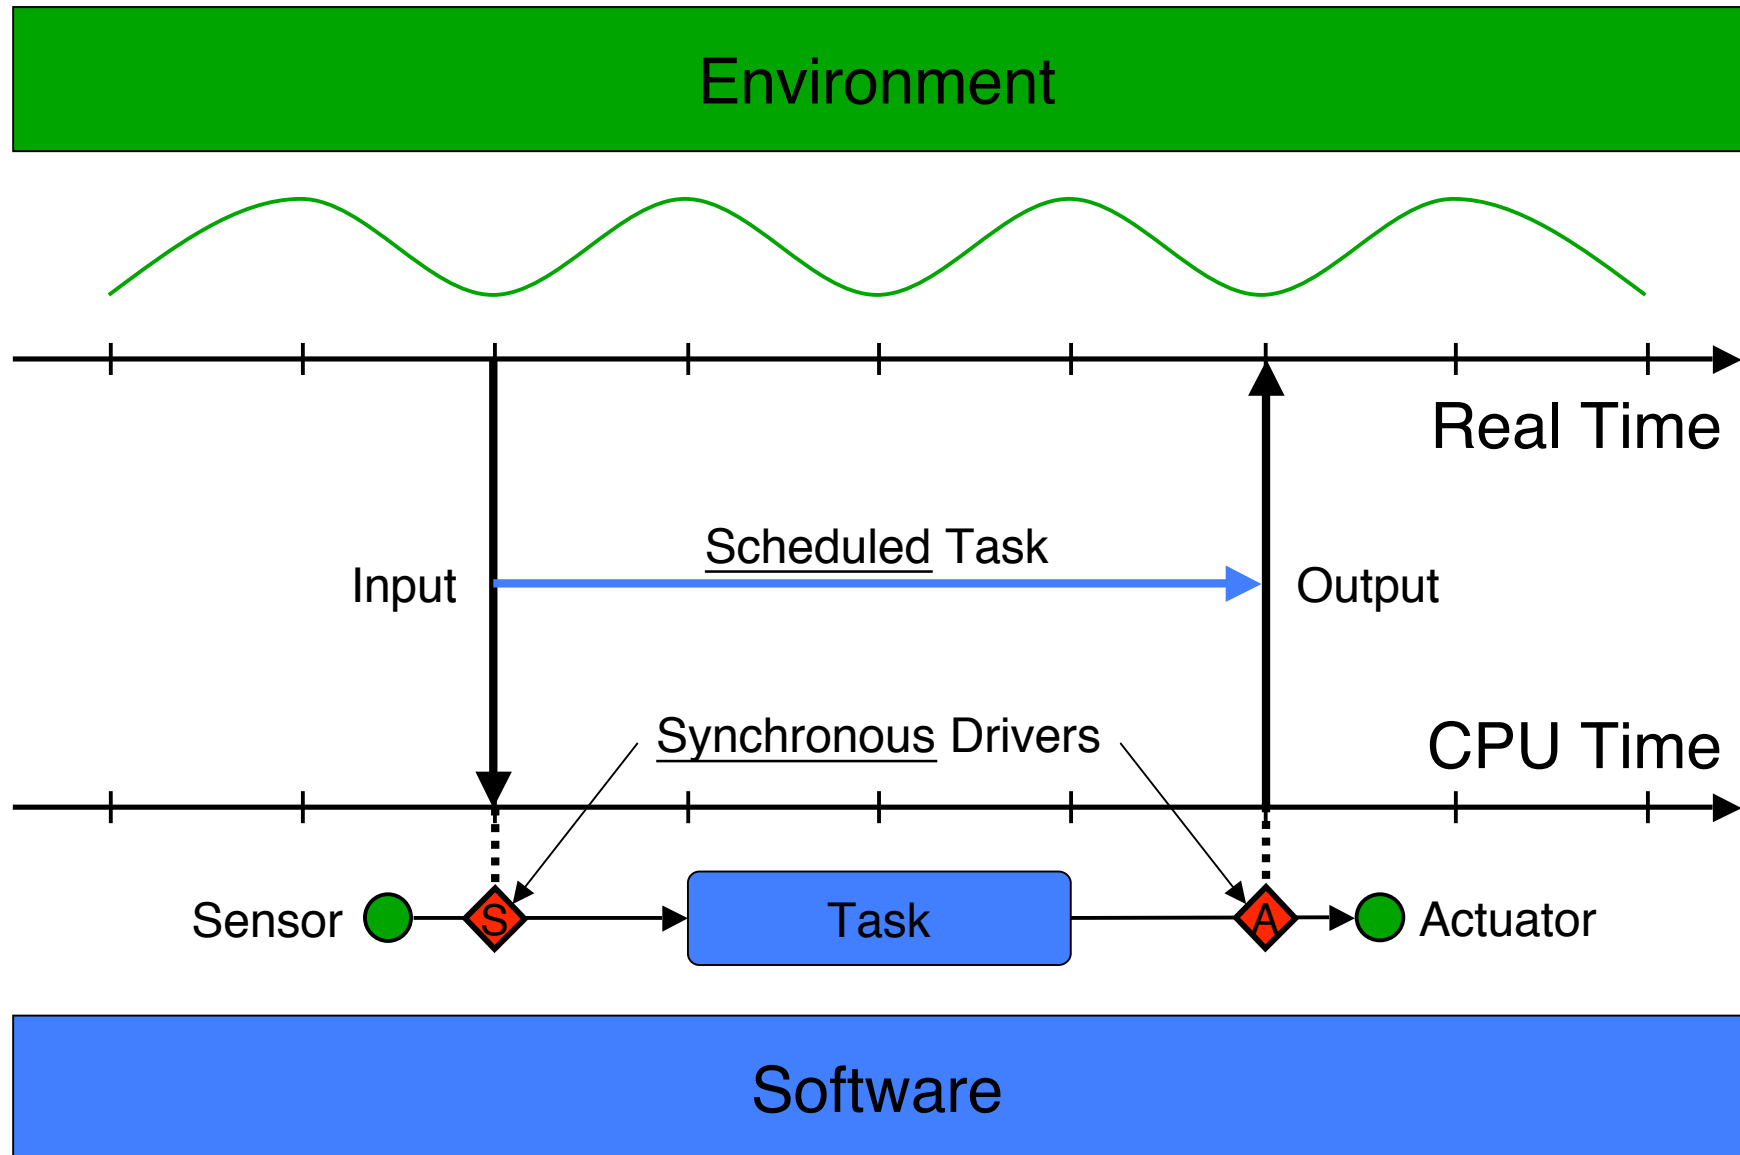 Environment
Real Time
Scheduled Task
Input
Output
Synchronous Drivers
CPU Time
Sensor
S
Task
A
Actuator
Software